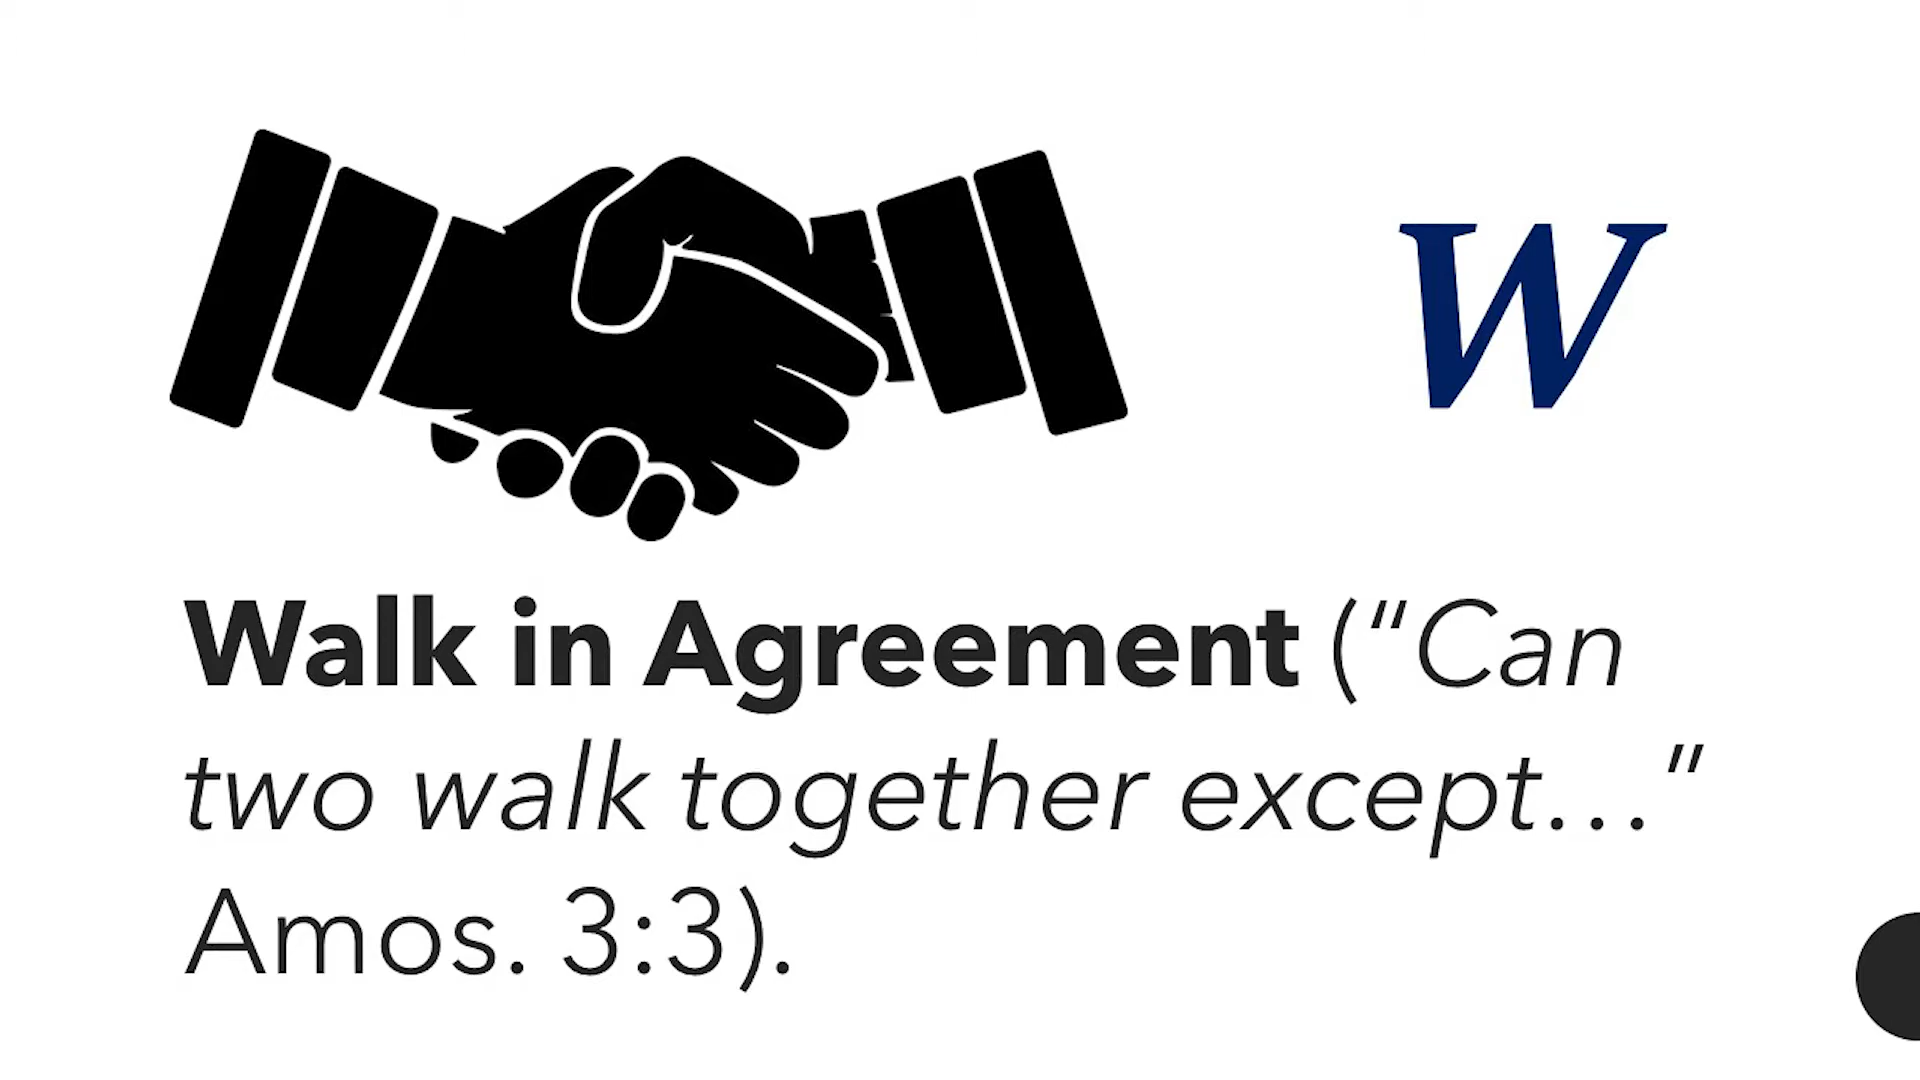 W
Walk in Agreement (“Can
two walk together except…”
Amos. 3:3).